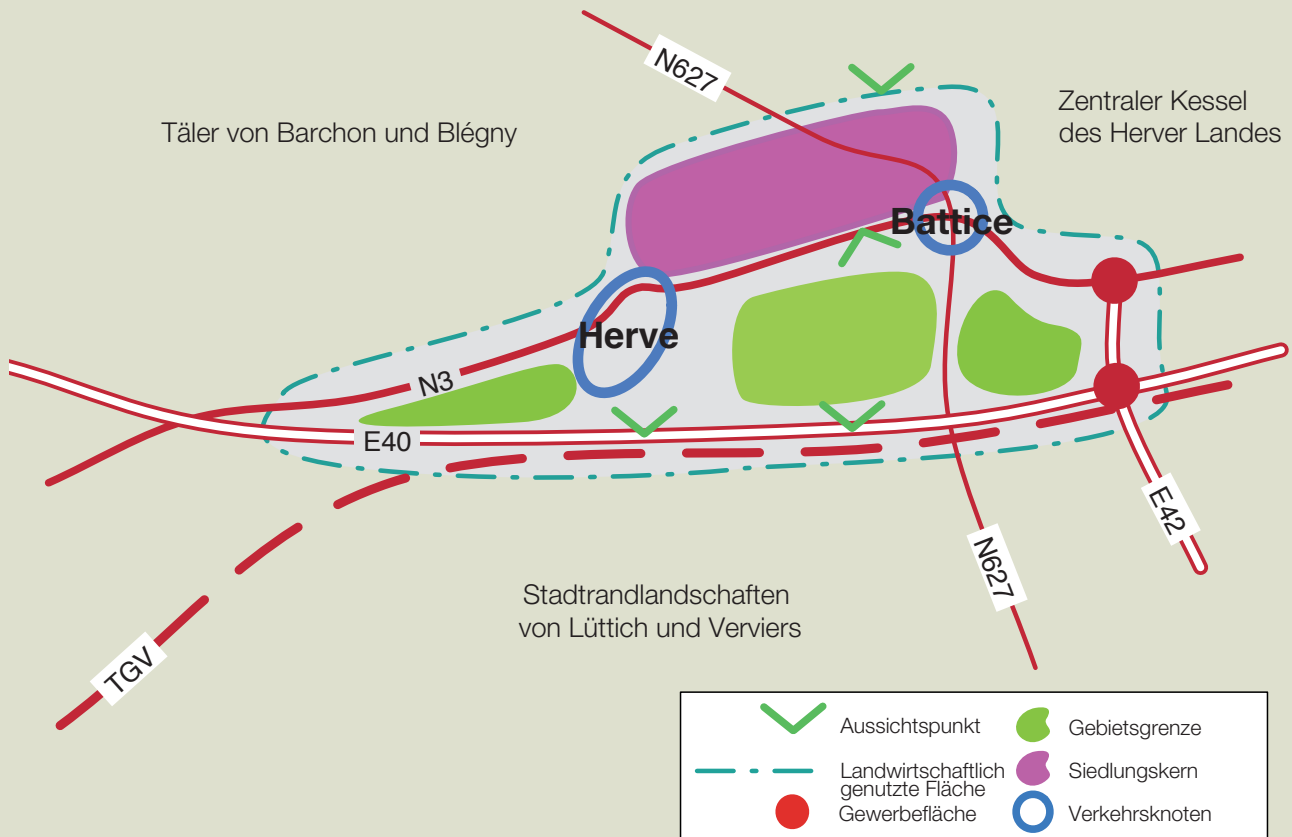 N627
Täler von Barchon und Blégny
Zentraler Kessel
des Herver Landes
Battice
Herve
N3
E40
E42
N627
Stadtrandlandschaften
von Lüttich und Verviers
TGV
Aussichtspunkt
Gebietsgrenze
Landwirtschaftlich
genutzte Fläche
Siedlungskern
Gewerbefläche
Verkehrsknoten